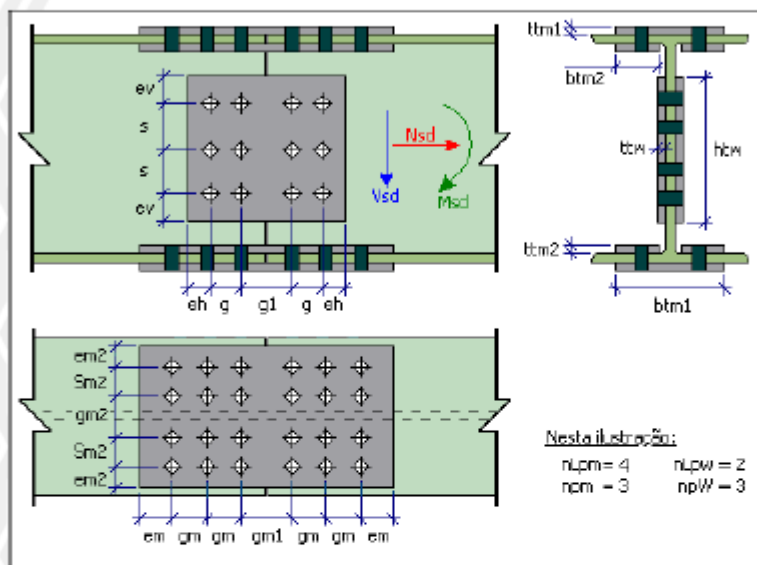 ev
s
s
ev
eh g g1 g eh
Nsd
Vsd
Msd
ttm1
btm2
ttw
htw
ttm2
btm1
em2
Sm2
gm2
Sm2
em2
em gm gm gm1 gm gm em
Nesta ilustração:
nLpm= 4 nLpw = 2
npm = 3 npW = 3